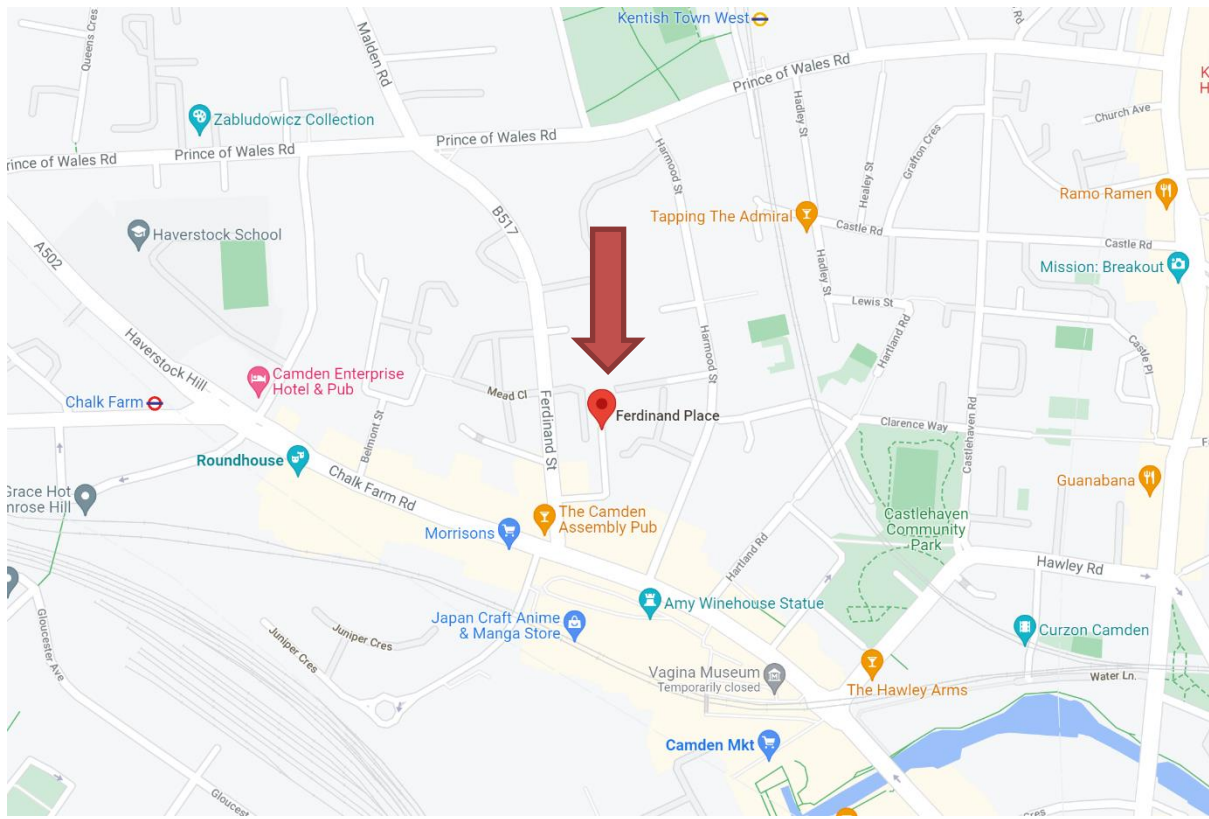 Kentish Town West
Queens Cres
Malden Rd
Prince of Wales Rd
Hadley St
Church Ave
Zabludowicz Collection
Prince of Wales Rd
rince of Wales Rd
Prince of Wales Rd
Harmood St
Grafton Cres
Healey St
Ramo Ramen
B517
Tapping The Admiral
Castle Rd
Haverstock School
Castle Rd
A502
Hadley St
Mission: Breakout
Lewis St
Haverstock Hill
Harmood St
Hartland Rd
Castle Pl
Camden Enterprise
Hotel & Pub
Mead Cl
Chalk Farm
Ferdinand St
Ferdinand Place
Belmont St
Clarence Way
Castlehaven Rd
Roundhouse
Guanabana
Chalk Farm Rd
Grace Hot
mrose Hill
The Camden
Assembly Pub
Castlehaven
Community
Park
Morrisons
Hartland Rd
Hawley Rd
Amy Winehouse Statue
Japan Craft Anime
& Manga Store
Curzon Camden
Juniper Cres
Juniper Cres
Gloucester Ave
Vagina Museum
Temporarily closed
The Hawley Arms
Water Ln.
Camden Mkt
Gloucest